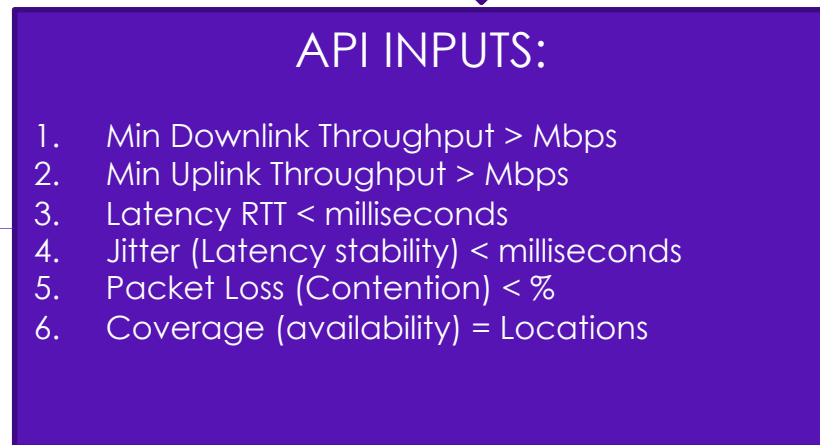 API INPUTS:
1. Min Downlink Throughput > Mbps
2. Min Uplink Throughput > Mbps
3. Latency RTT < milliseconds
4. Jitter (Latency stability) < milliseconds
5. Packet Loss (Contention) < %
6. Coverage (availability) = Locations